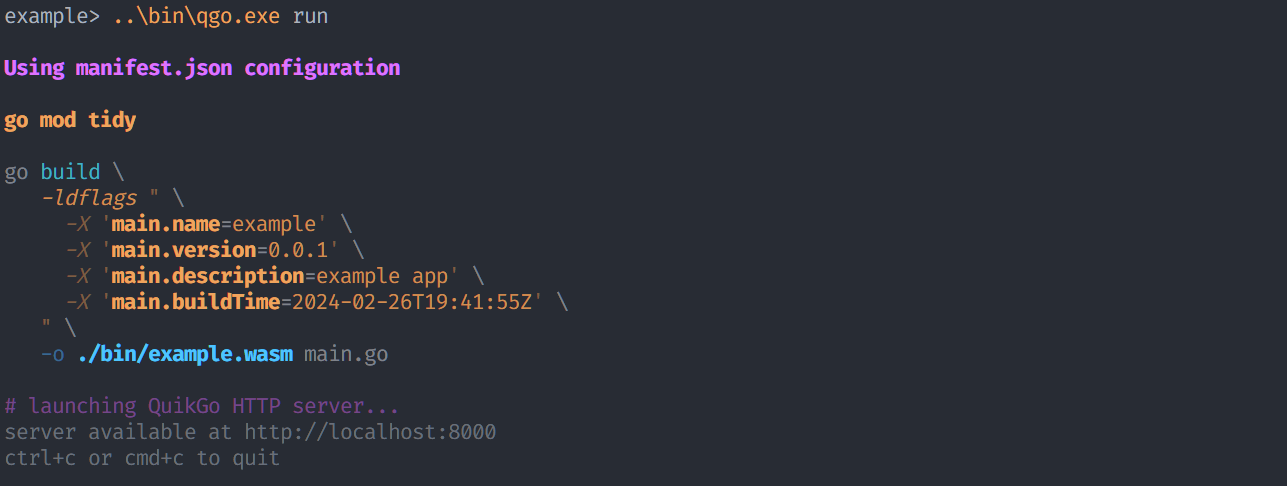 example> ..\bin\qgo.exe run
Using manifest.json configuration
go mod tidy
go build \
-ldflags " \
-X 'main.name=example' \
-X 'main.version=0.0.1' \
-X 'main.description=example app' \
-X 'main.buildTime=2024-02-26T19:41:55Z' \
" \
-o ./bin/example.wasm main.go
# launching QuikGo HTTP server...
server available at http://localhost:8000
ctrl+c or cmd+c to quit